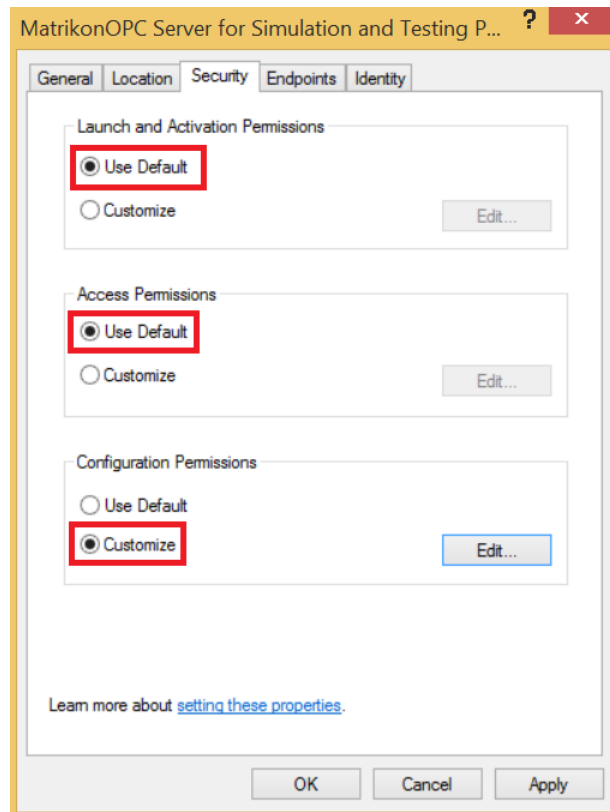 MatrikonOPC Server for Simulation and Testing P... ?
General Location Security Endpoints Identity
Launch and Activation Permissions
Use Default
Customize
Edit...
Access Permissions
Use Default
Customize
Edit...
Configuration Permissions
Use Default
Customize
Edit...
Learn more about setting these properties.
OK Cancel Apply